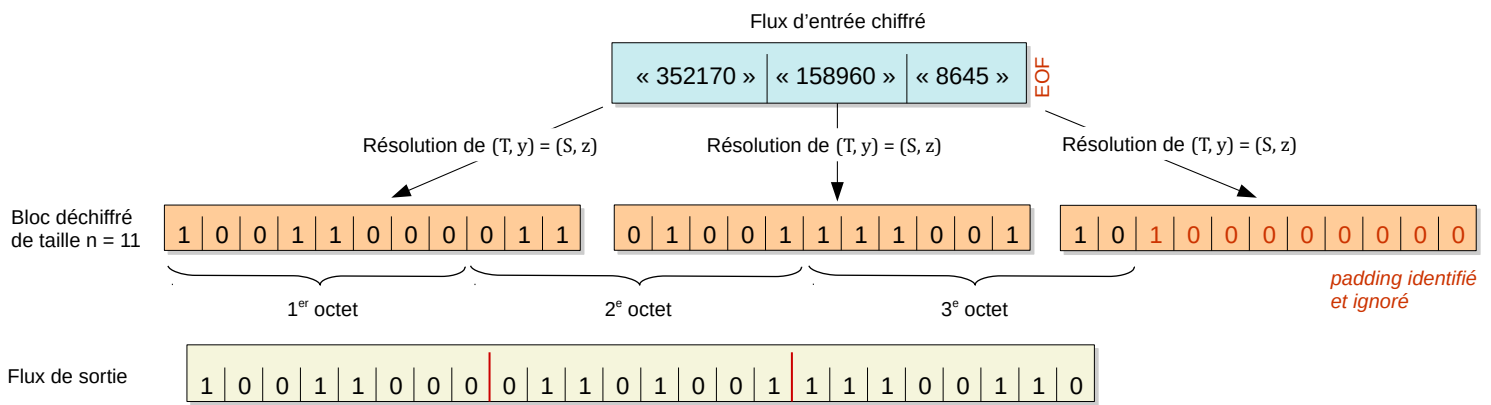 Flux d'entrée chiffré
« 352170 » « 158960 » « 8645 » EOF
Résolution de (T, y) = (S, z) Résolution de (T, y) = (S, z) Résolution de (T, y) = (S, z)
Bloc déchiffré
de taille n = 11
1 0 0 1 1 0 0 0 0 1 1 0 1 0 0 1 1 1 1 0 0 1 1 0 1 0 0 0 0 0 0 0 0
1er octet 2e octet 3e octet
padding identifié
et ignoré
Flux de sortie
1 0 0 1 1 0 0 0 0 1 1 0 1 0 0 1 1 1 1 0 0 1 1 0